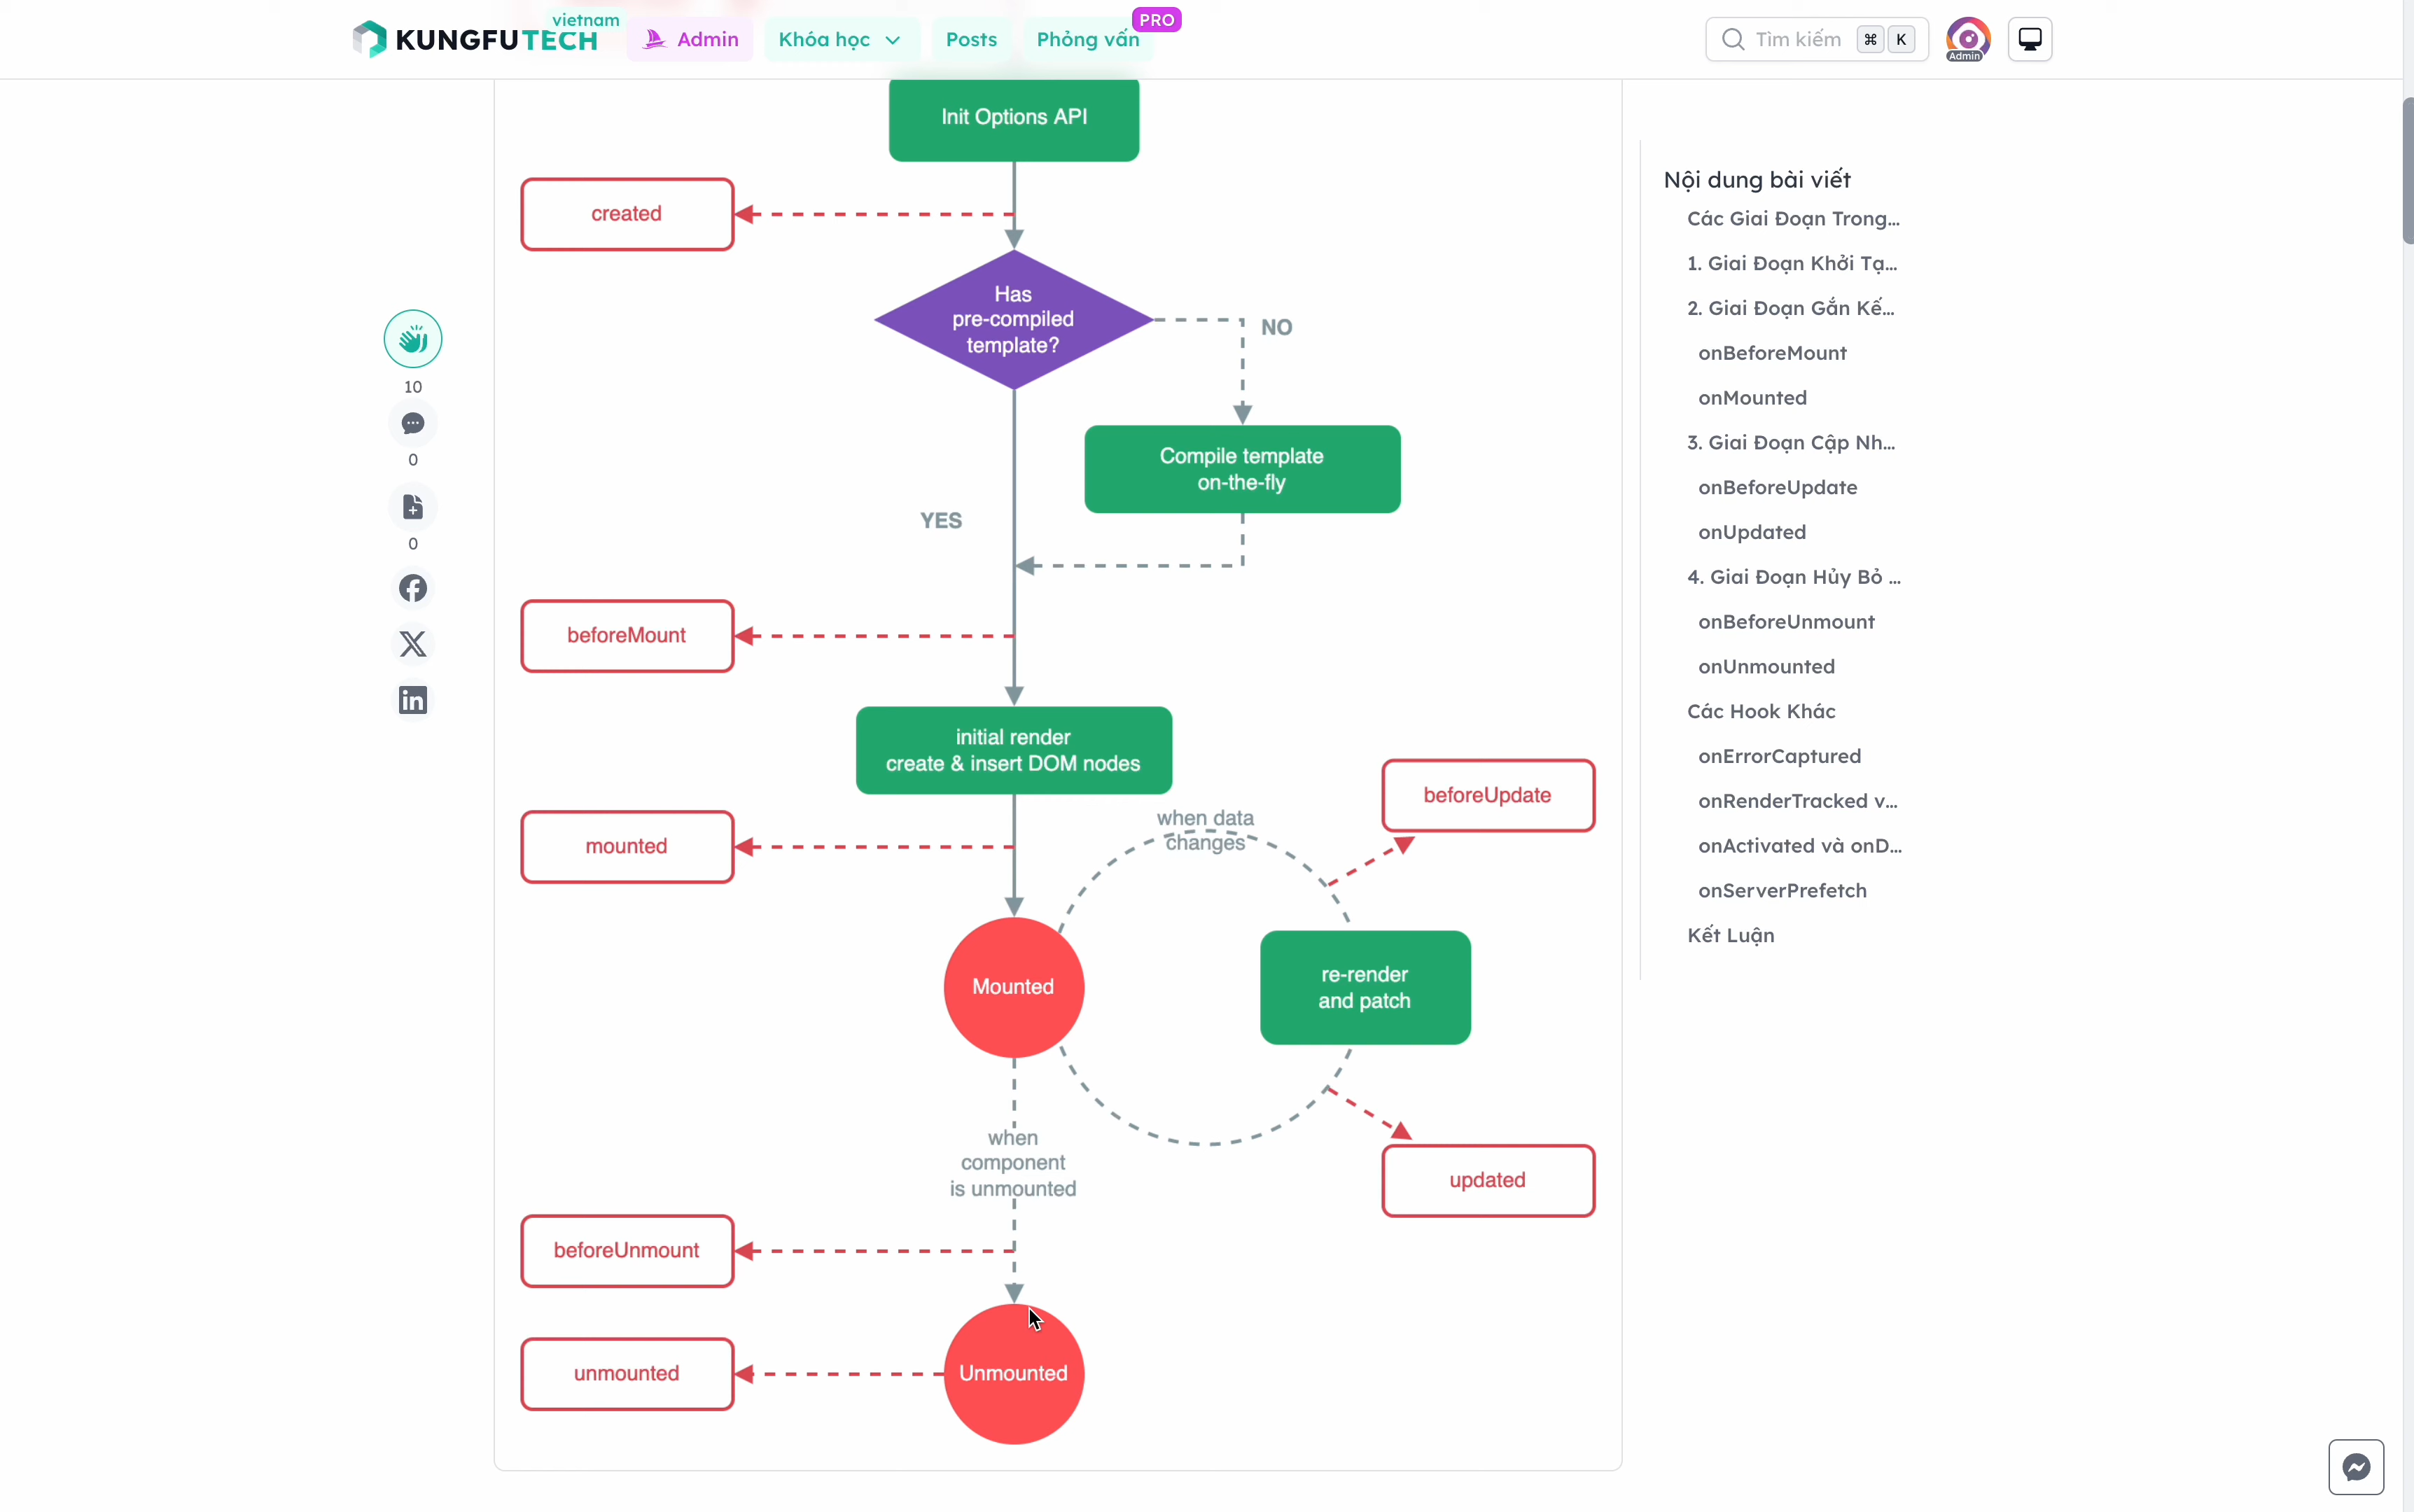 vietnam
KUNGFUTECH
Admin
Khóa học
Posts
Phỏng vấn
PRO
Tìm kiếm
⌘ K
Admin
Init Options API
created
Has
pre-compiled
template?
NO
Compile template
on-the-fly
YES
beforeMount
initial render
create & insert DOM nodes
mounted
when data
changes
beforeUpdate
Mounted
re-render
and patch
when
component
is unmounted
updated
beforeUnmount
unmounted
Unmounted
10
0
0
Nội dung bài viết
Các Giai Đoạn Trong...
1. Giai Đoạn Khởi Tạ...
2. Giai Đoạn Gắn Kế...
onBeforeMount
onMounted
3. Giai Đoạn Cập Nh...
onBeforeUpdate
onUpdated
4. Giai Đoạn Hủy Bỏ ...
onBeforeUnmount
onUnmounted
Các Hook Khác
onErrorCaptured
onRenderTracked v...
onActivated và onD...
onServerPrefetch
Kết Luận